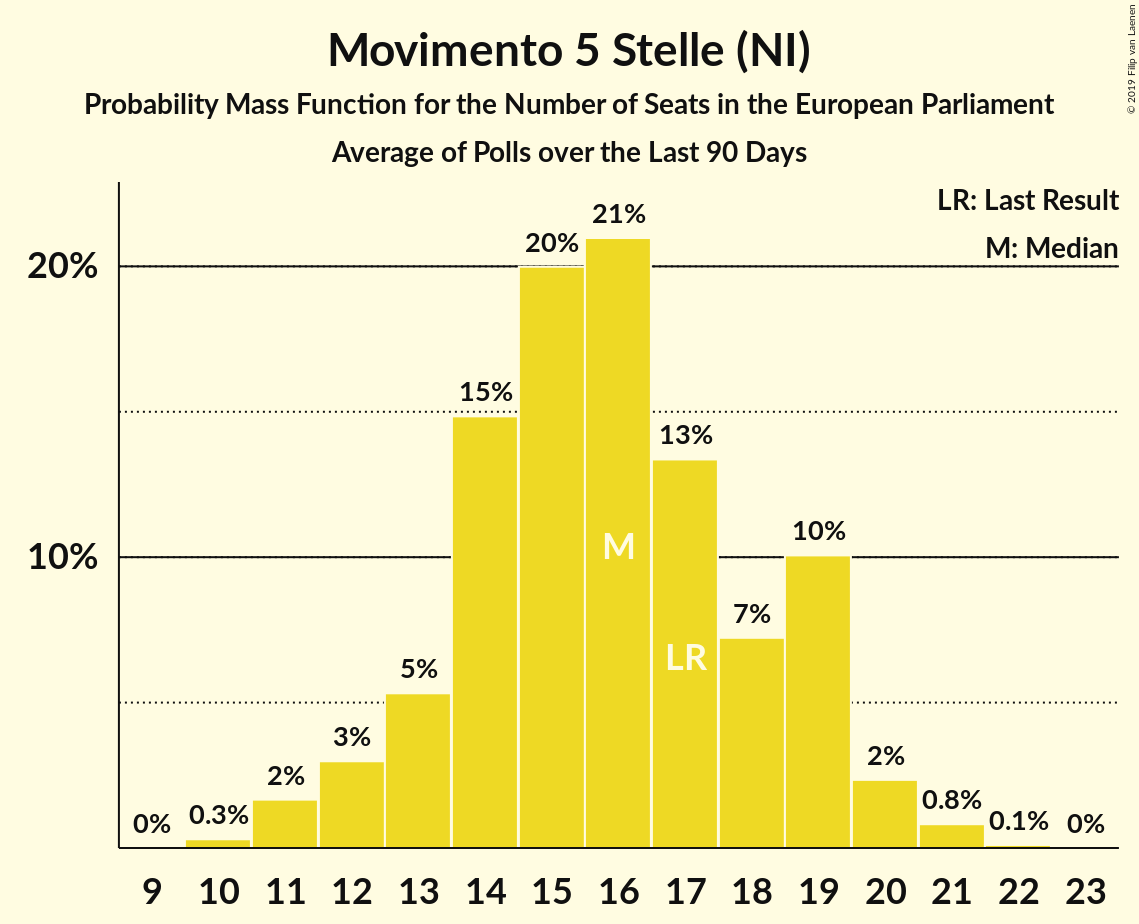 Movimento 5 Stelle (NI)
Probability Mass Function for the Number of Seats in the European Parliament
Average of Polls over the Last 90 Days
© 2019 Filip van Laenen
LR: Last Result
M: Median
20%
10%
0%
0.3%
2%
3%
5%
15%
20%
21%
13%
7%
10%
2%
0.8%
0.1%
0%
M
LR
9 10 11 12 13 14 15 16 17 18 19 20 21 22 23